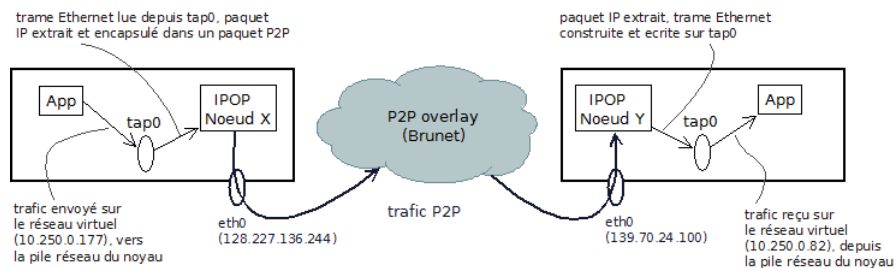 trame Ethernet lue depuis tap0, paquet
IP extrait et encapsulé dans un paquet P2P
paquet IP extrait, trame Ethernet
construite et ecrite sur tap0
App
tap0
IPOP
Noeud X
P2P overlay
(Brunet)
IPOP
Noeud Y
tap0
App
trafic envoyé sur
le réseau virtuel
(10.250.0.177), vers
la pile réseau du noyau
eth0
(128.227.136.244)
trafic P2P
eth0
(139.70.24.100)
trafic reçu sur
le réseau virtuel
(10.250.0.82), depuis
la pile réseau du noyau